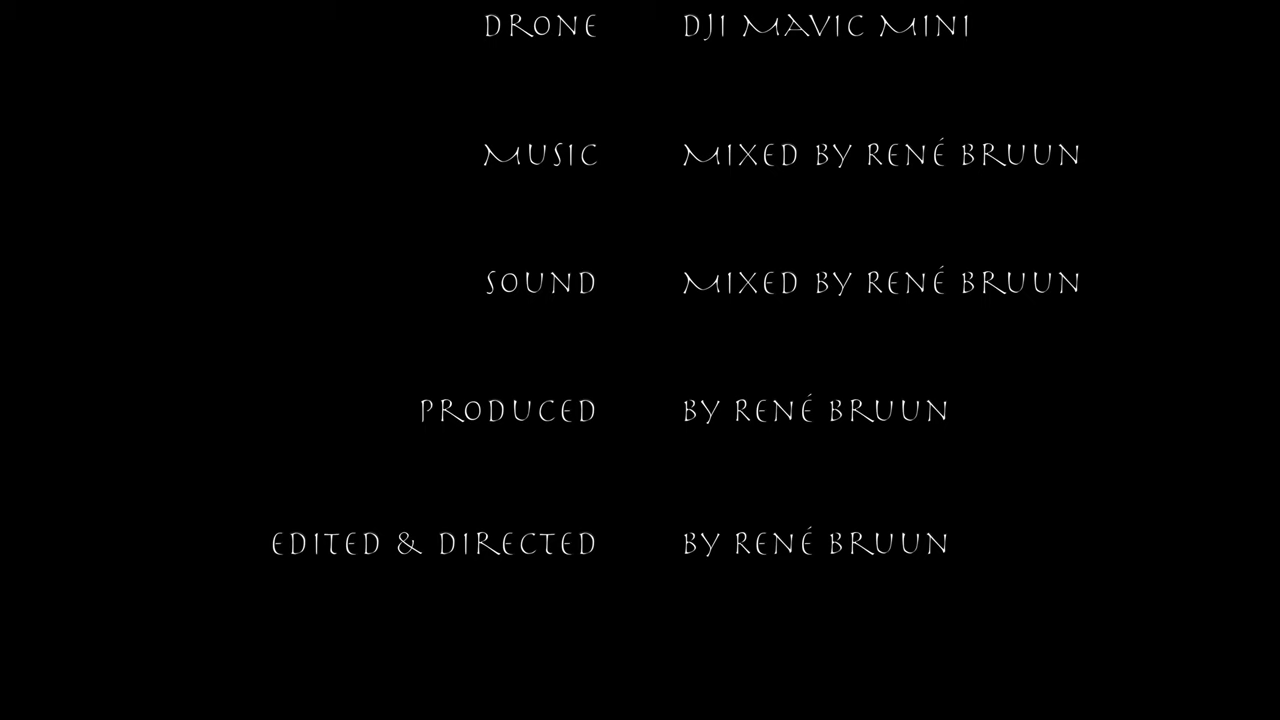 DRONE DJI MAVIC MINI
MUSIC MIXED BY RENÉ BRUUN
SOUND MIXED BY RENÉ BRUUN
PRODUCED BY RENÉ BRUUN
EDITED & DIRECTED BY RENÉ BRUUN